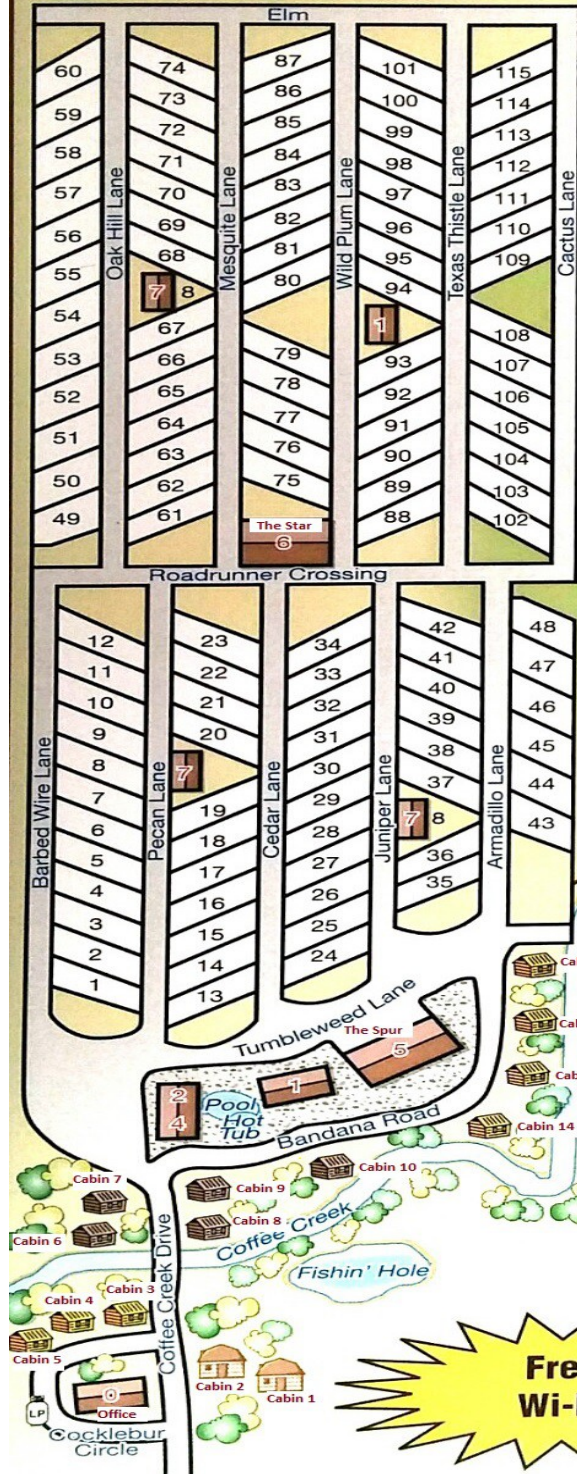 Elm
60
59
58
57
56
55
54
53
52
51
50
49
Oak Hill Lane
74
73
72
71
70
69
68
7 8
67
66
65
64
63
62
61
Mesquite Lane
87
86
85
84
83
82
81
80
79
78
77
76
75
The Star
6
Wild Plum Lane
101
100
99
98
97
96
95
94
1
93
92
91
90
89
88
Texas Thistle Lane
115
114
113
112
111
110
109
108
107
106
105
104
103
102
Cactus Lane
Roadrunner Crossing
Barbed Wire Lane
12
11
10
9
8
7
6
5
4
3
2
1
Pecan Lane
23
22
21
20
7
19
18
17
16
15
14
13
Cedar Lane
34
33
32
31
30
29
28
27
26
25
24
Juniper Lane
42
41
40
39
38
37
7 8
36
35
Armadillo Lane
48
47
46
45
44
43
Tumbleweed Lane
The Spur
5
1
2
4
Pool/
Hot
Tub
Bandana Road
Cab
Cab
Cab
Cabin 14
Cabin 7
Cabin 9
Cabin 10
Cabin 6
Cabin 8
Coffee Creek
Fishin' Hole
Coffee Creek Drive
Cabin 4
Cabin 3
Cabin 5
Cabin 2
Cabin 1
LP
0
Office
Cocklebur
Circle
Fre
Wi-